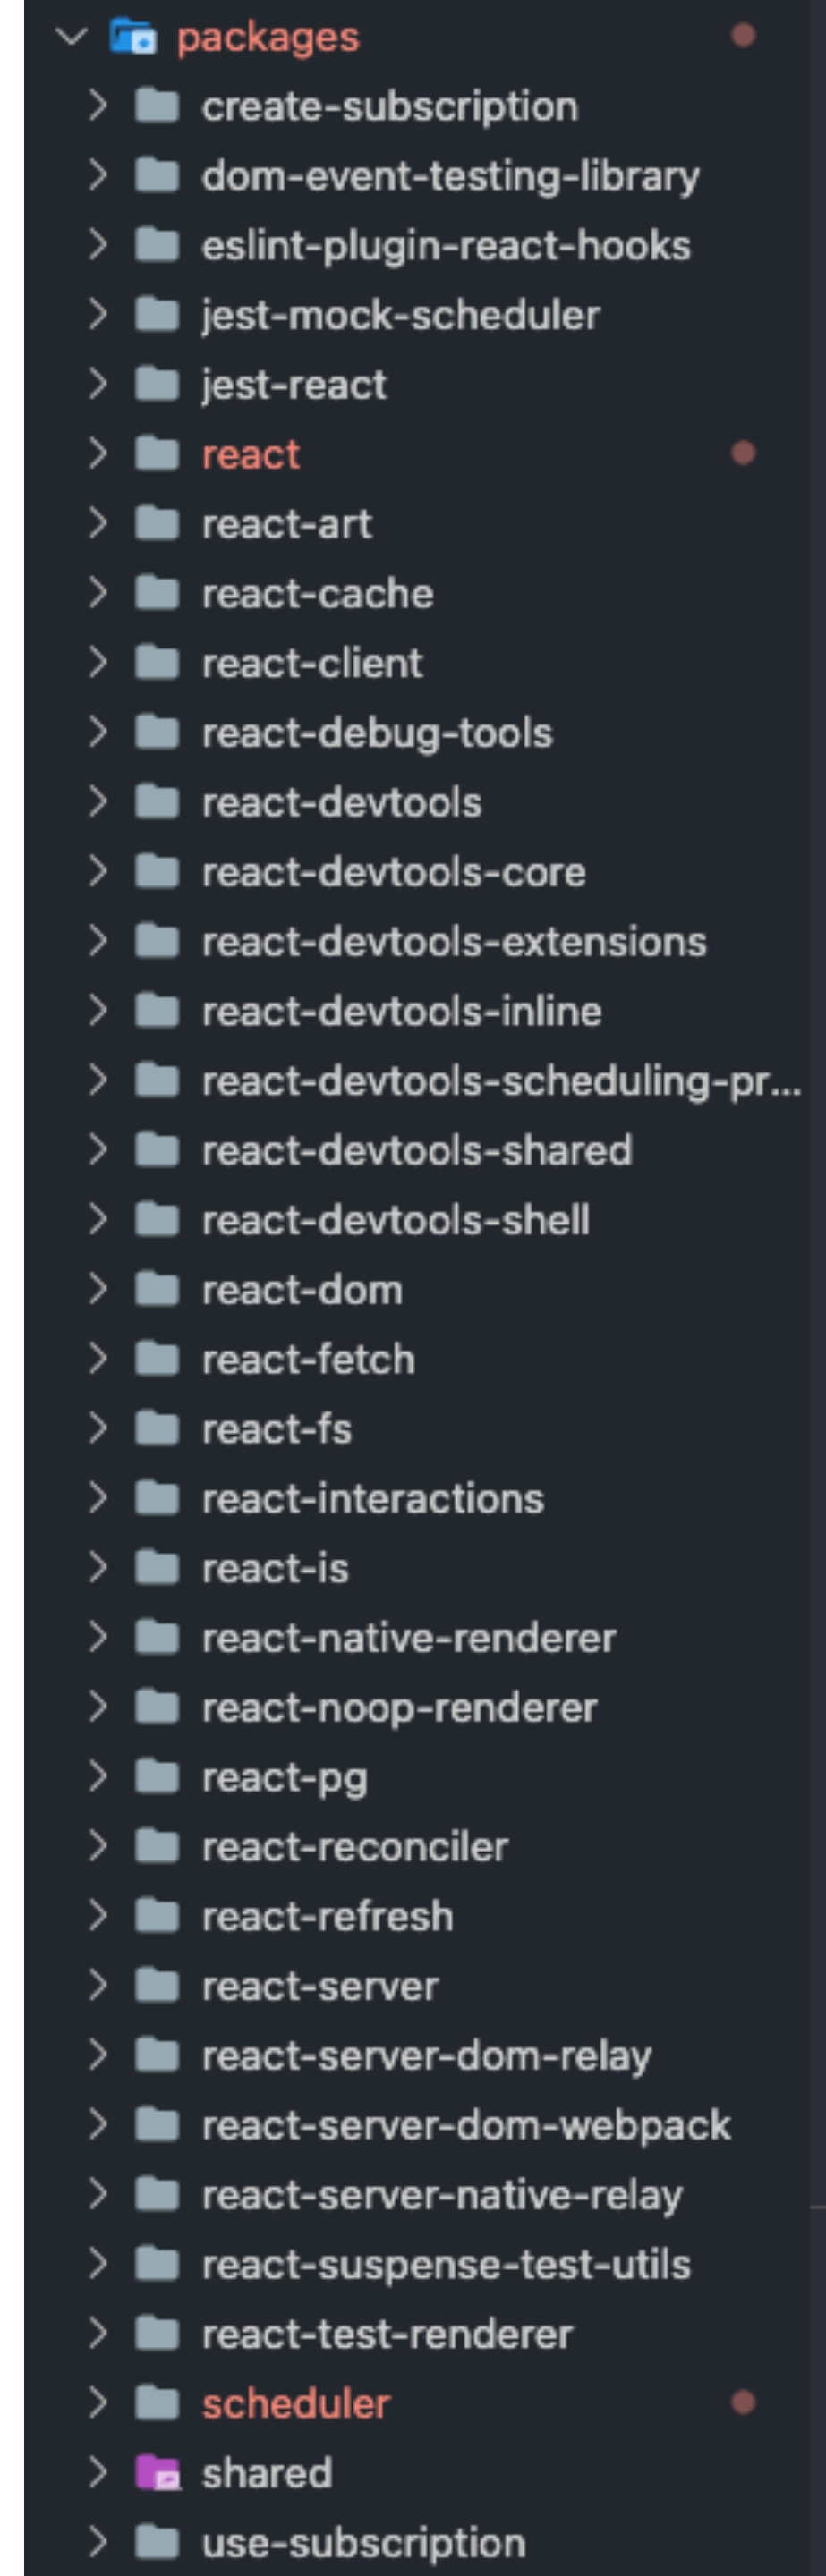 packages
create-subscription
dom-event-testing-library
eslint-plugin-react-hooks
jest-mock-scheduler
jest-react
react
react-art
react-cache
react-client
react-debug-tools
react-devtools
react-devtools-core
react-devtools-extensions
react-devtools-inline
react-devtools-scheduling-pr...
react-devtools-shared
react-devtools-shell
react-dom
react-fetch
react-fs
react-interactions
react-is
react-native-renderer
react-noop-renderer
react-pg
react-reconciler
react-refresh
react-server
react-server-dom-relay
react-server-dom-webpack
react-server-native-relay
react-suspense-test-utils
react-test-renderer
scheduler
shared
use-subscription